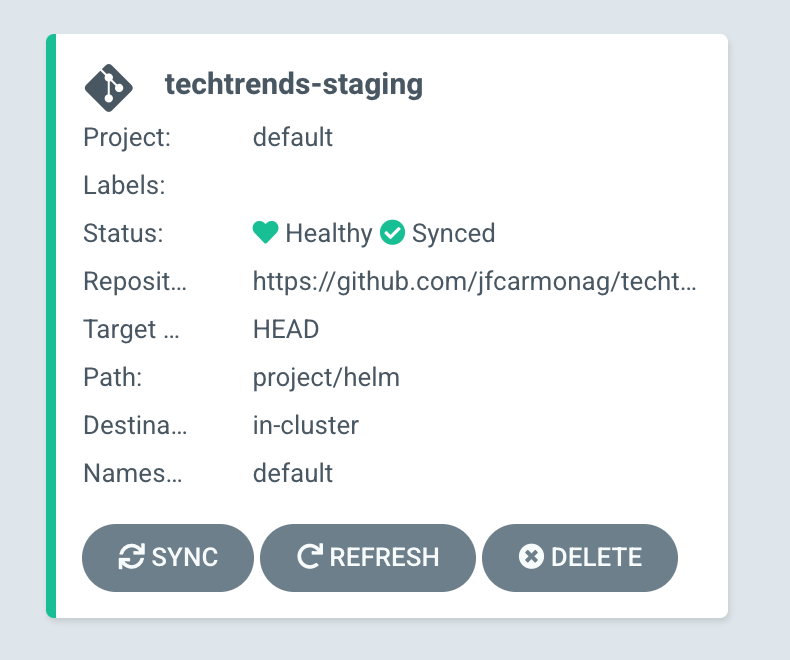 techtrends-staging
Project: default
Labels:
Status: Healthy Synced
Reposit... https://github.com/jfcarmonag/techt...
Target ... HEAD
Path: project/helm
Destina... in-cluster
Names... default
SYNC REFRESH DELETE